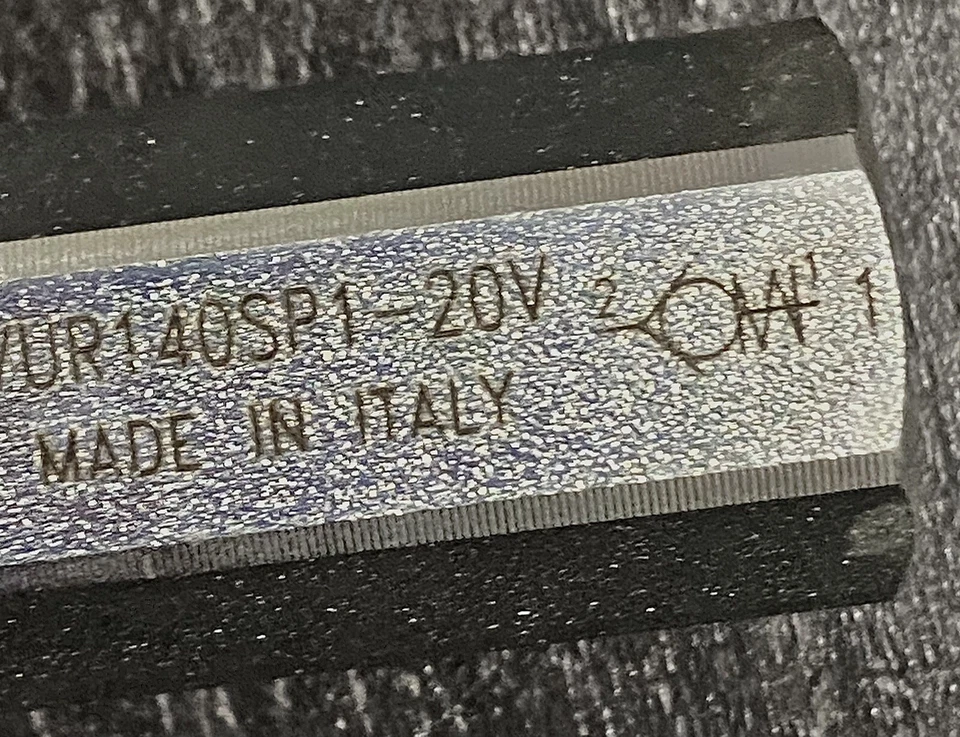 VUR140SP1-20V 2 1
MADE IN ITALY